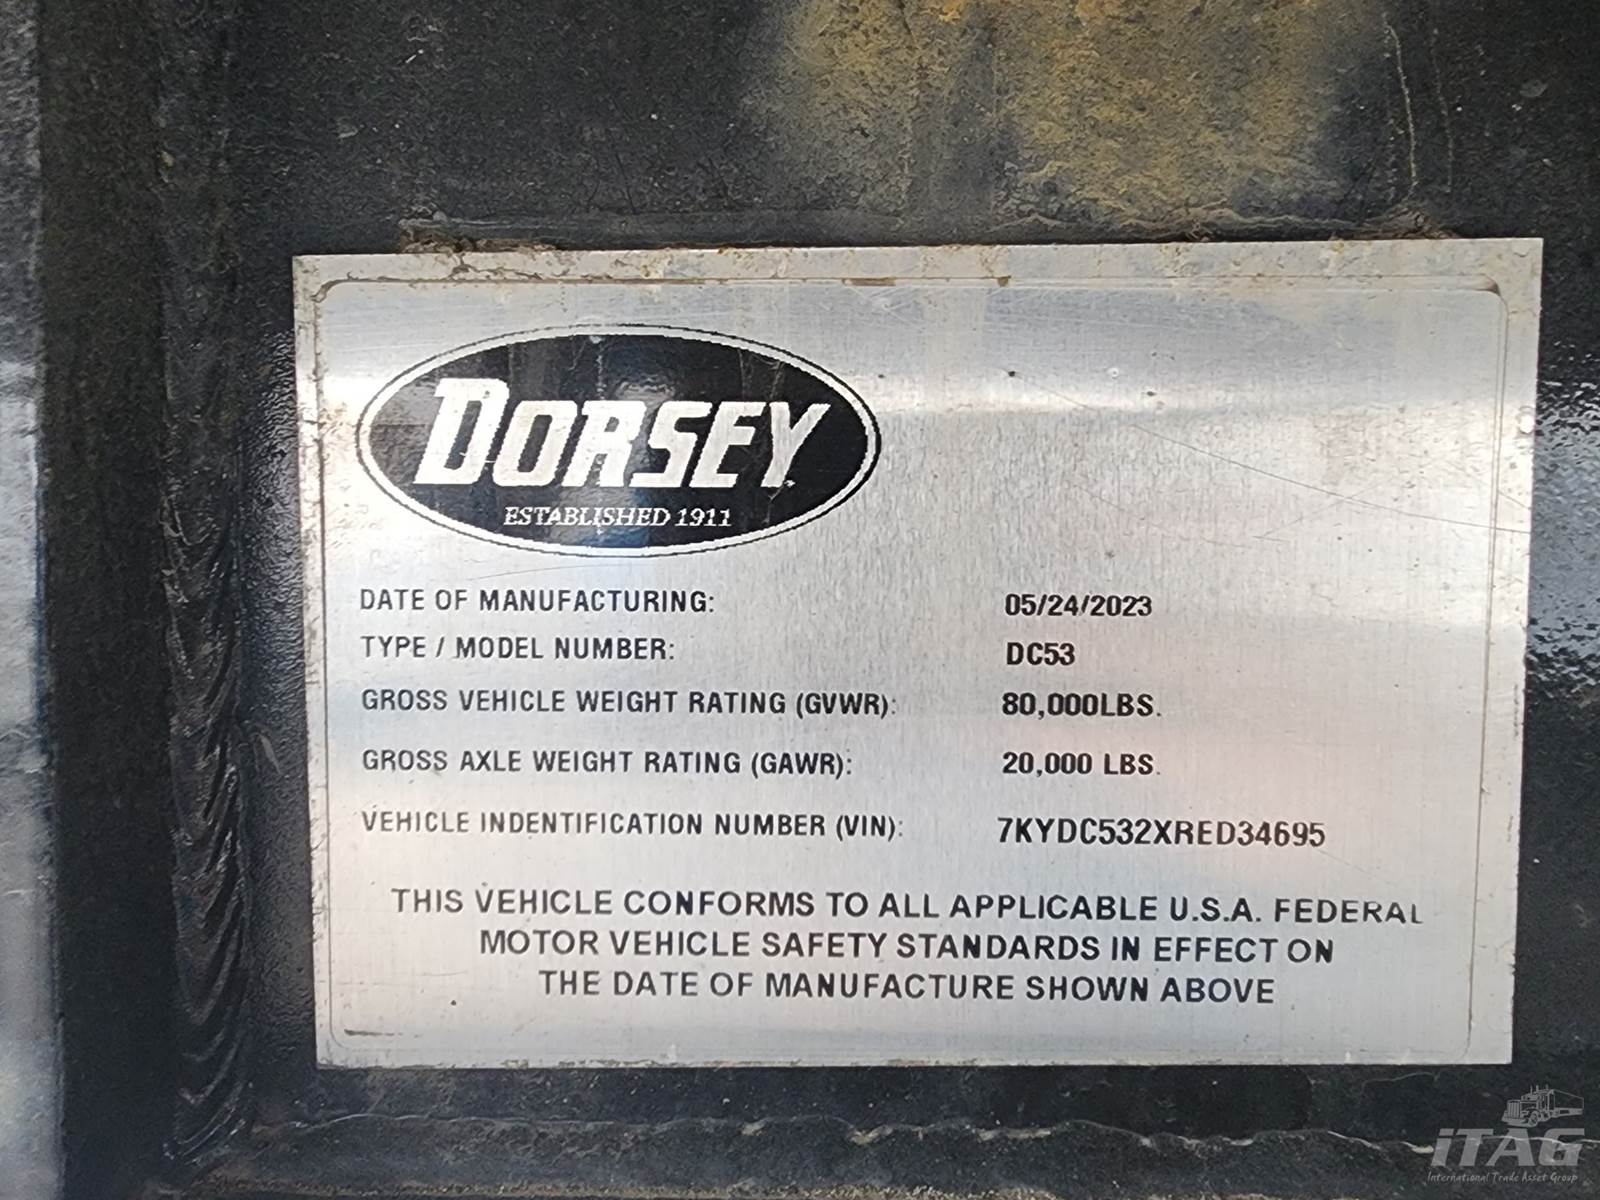 DORSEY
ESTABLISHED 1911
DATE OF MANUFACTURING: 05/24/2023
TYPE / MODEL NUMBER: DC53
GROSS VEHICLE WEIGHT RATING (GVWR): 80,000LBS.
GROSS AXLE WEIGHT RATING (GAWR): 20,000 LBS.
VEHICLE INDENTIFICATION NUMBER (VIN): 7KYDC532XRED34695
THIS VEHICLE CONFORMS TO ALL APPLICABLE U.S.A. FEDERAL
MOTOR VEHICLE SAFETY STANDARDS IN EFFECT ON
THE DATE OF MANUFACTURE SHOWN ABOVE
iTAG
International Trade Asset Group